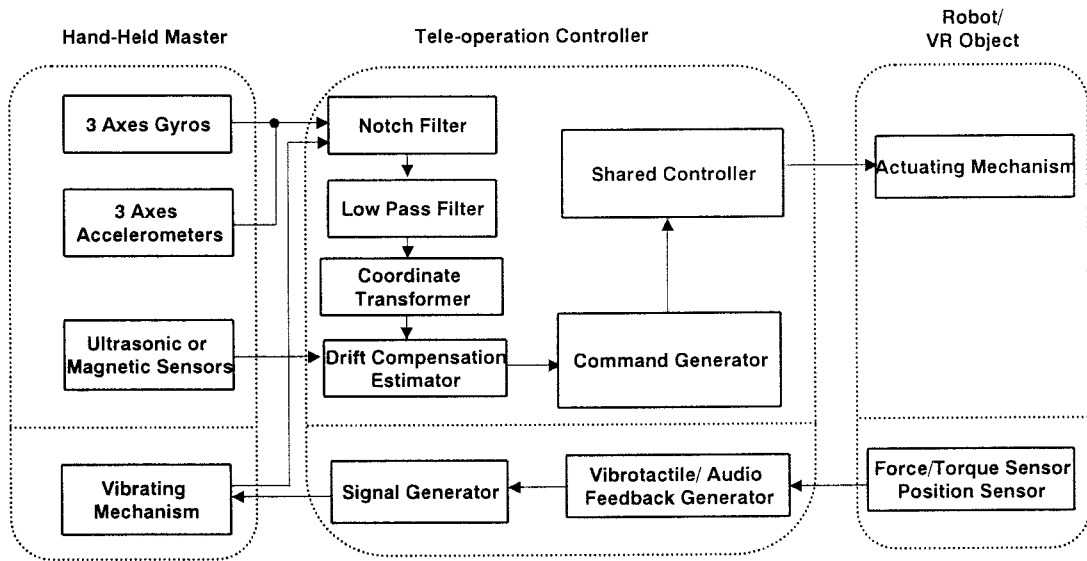 Hand-Held Master
Tele-operation Controller
Robot/
VR Object
3 Axes Gyros
3 Axes
Accelerometers
Ultrasonic or
Magnetic Sensors
Vibrating
Mechanism
Notch Filter
Low Pass Filter
Coordinate
Transformer
Drift Compensation
Estimator
Signal Generator
Shared Controller
Command Generator
Vibrotactile/ Audio
Feedback Generator
Actuating Mechanism
Force/Torque Sensor
Position Sensor